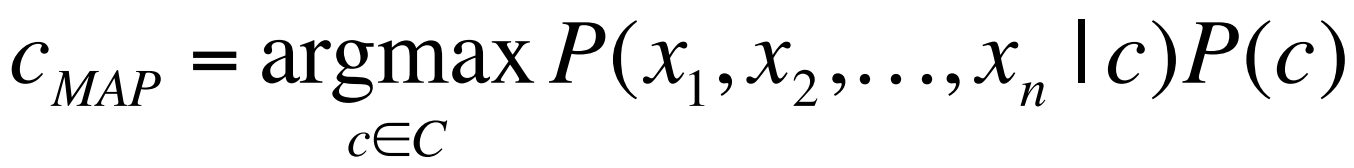 c_MAP = argmax P(x_1, x_2, …, x_n | c)P(c)
c∈C